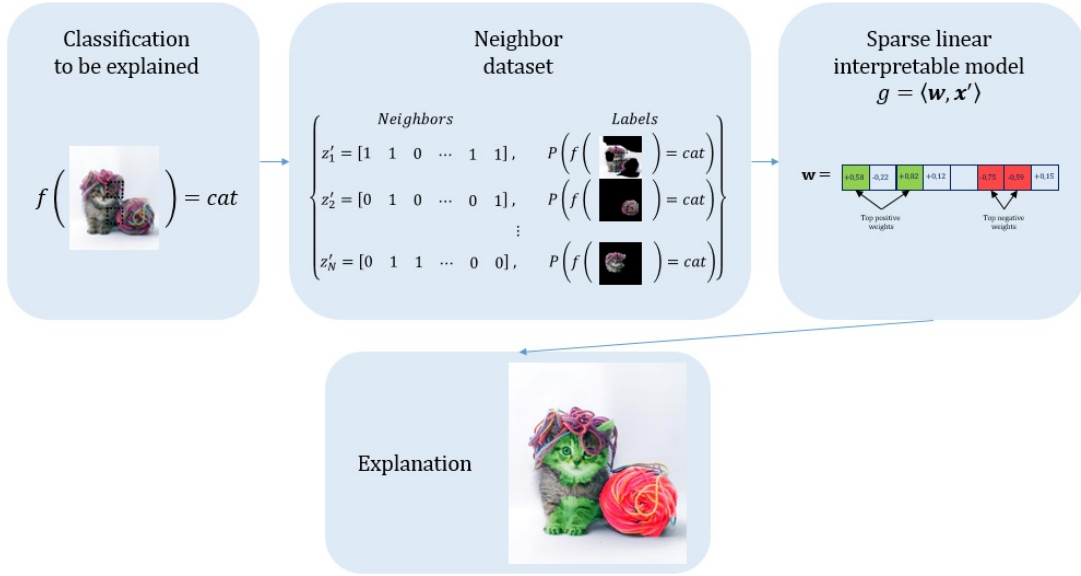 Classification
to be explained
f( ) = cat
Neighbor
dataset
Neighbors Labels
z′₁ = [1 1 0 ⋯ 1 1], P(f( ) = cat)
z′₂ = [0 1 0 ⋯ 0 1], P(f( ) = cat)
⋮
z′_N = [0 1 1 ⋯ 0 0], P(f( ) = cat)
Sparse linear
interpretable model
g = ⟨w, x′⟩
w = +0,58 -0,22 +0,82 +0,12 -0,75 -0,59 +0,15
Top positive
weights
Top negative
weights
Explanation